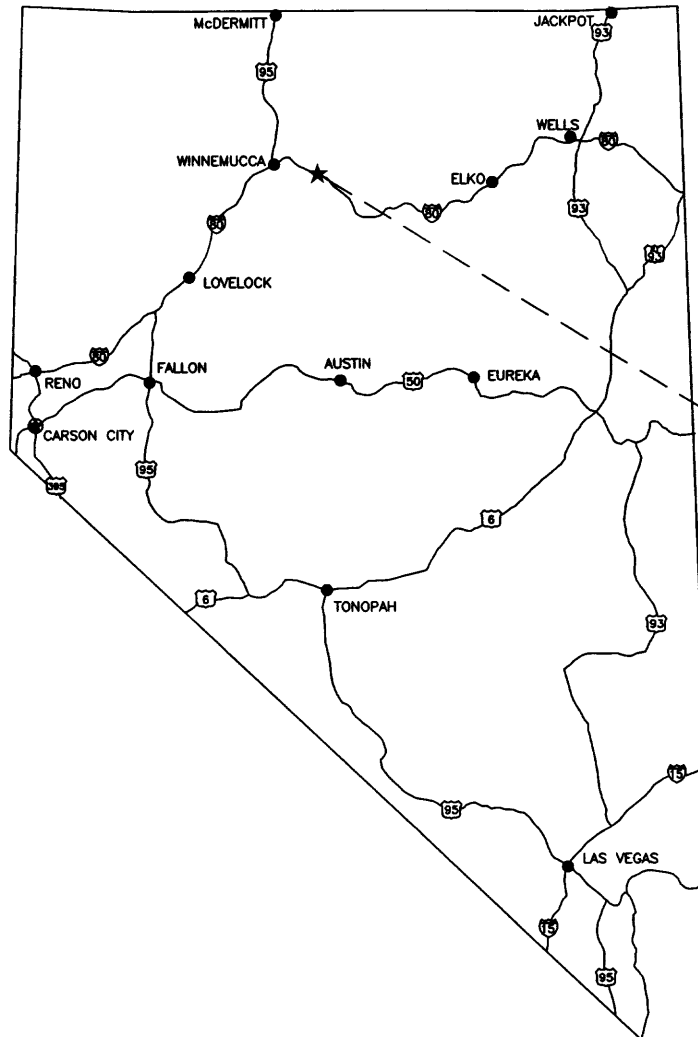 McDERMITT
JACKPOT
93
95
WELLS
80
WINNEMUCCA
ELKO
80
93
80
93
LOVELOCK
80
RENO
FALLON
AUSTIN
50
EUREKA
CARSON CITY
95
395
6
6
TONOPAH
93
15
95
LAS VEGAS
15
95